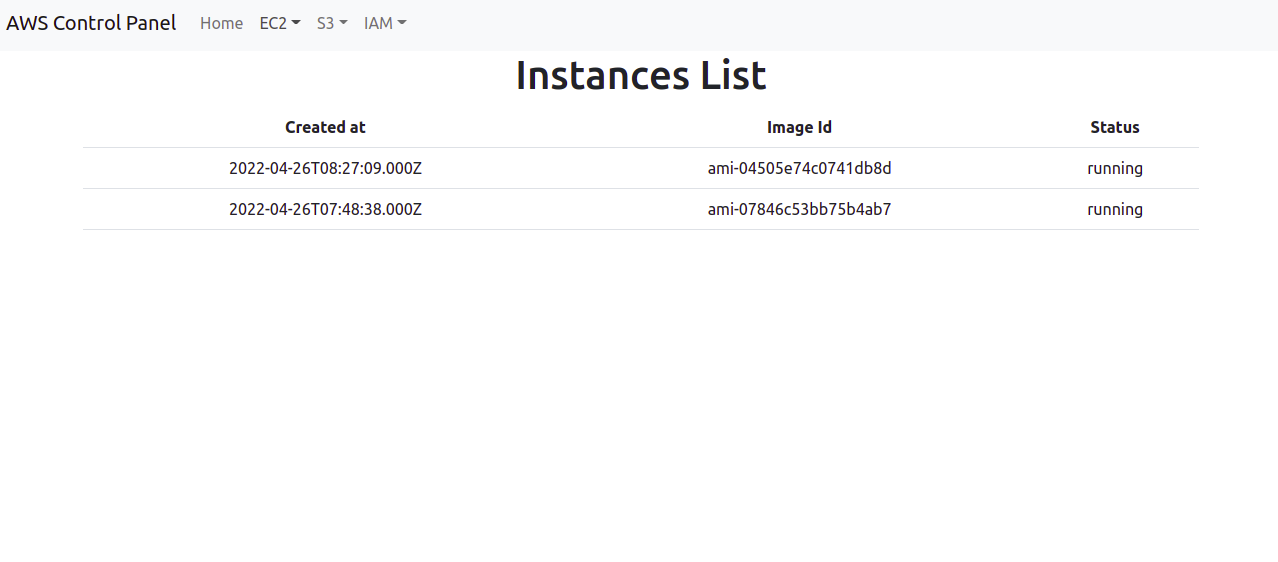 AWS Control Panel Home EC2 S3 IAM
Instances List
Created at Image Id Status
2022-04-26T08:27:09.000Z ami-04505e74c0741db8d running
2022-04-26T07:48:38.000Z ami-07846c53bb75b4ab7 running